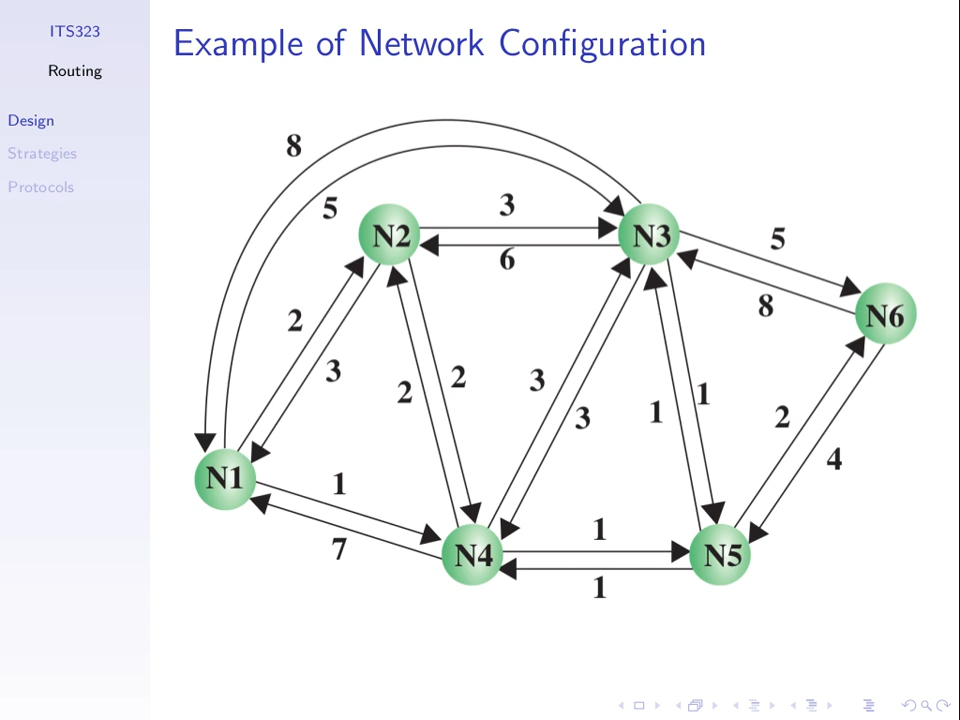 ITS323
Routing
Design
Strategies
Protocols
Example of Network Configuration
8
5
N2
3
6
N3
5
8
N6
2
3
2
2
3
3
1
1
2
4
N1
1
7
N4
1
1
N5